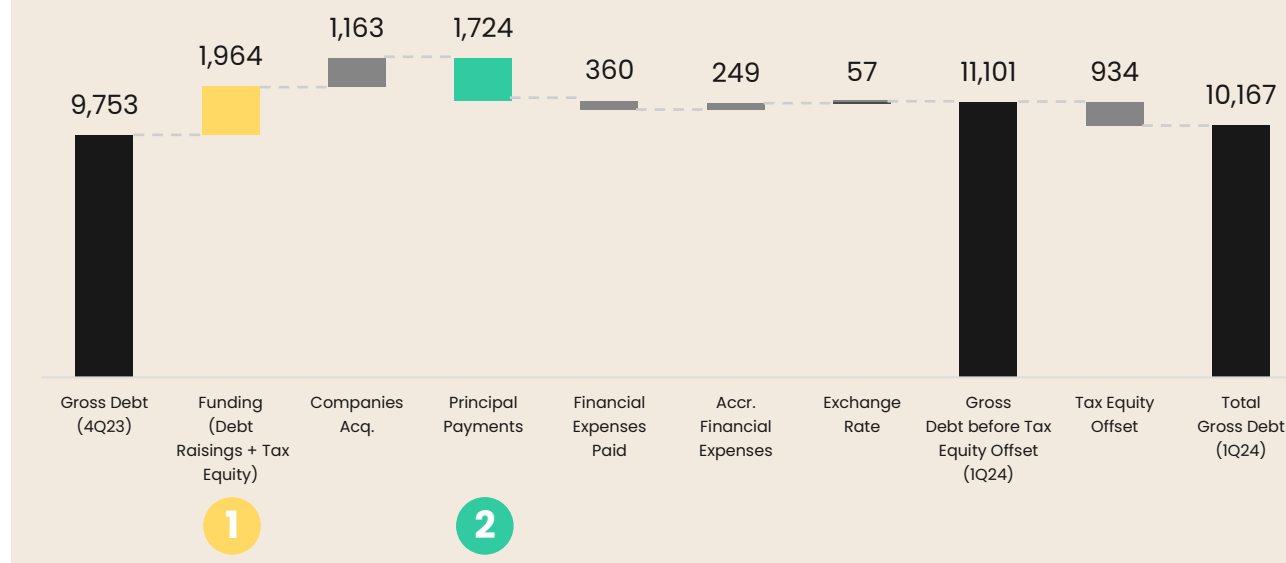 9,753
1,964
1,163
1,724
360
249
57
11,101
934
10,167
Gross Debt
(4Q23)
Funding
(Debt
Raisings + Tax
Equity)
Companies
Acq.
Principal
Payments
Financial
Expenses
Paid
Accr.
Financial
Expenses
Exchange
Rate
Gross
Debt before Tax
Equity Offset
(1Q24)
Tax Equity
Offset
Total
Gross Debt
(1Q24)
1
2